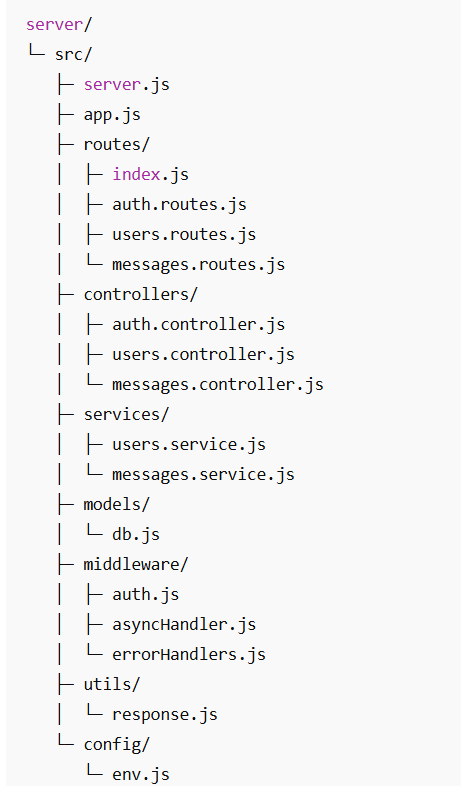 server/
└─ src/
   ├─ server.js
   ├─ app.js
   ├─ routes/
   │  ├─ index.js
   │  ├─ auth.routes.js
   │  ├─ users.routes.js
   │  └─ messages.routes.js
   ├─ controllers/
   │  ├─ auth.controller.js
   │  ├─ users.controller.js
   │  └─ messages.controller.js
   ├─ services/
   │  ├─ users.service.js
   │  └─ messages.service.js
   ├─ models/
   │  └─ db.js
   ├─ middleware/
   │  ├─ auth.js
   │  ├─ asyncHandler.js
   │  └─ errorHandlers.js
   ├─ utils/
   │  └─ response.js
   └─ config/
      └─ env.js